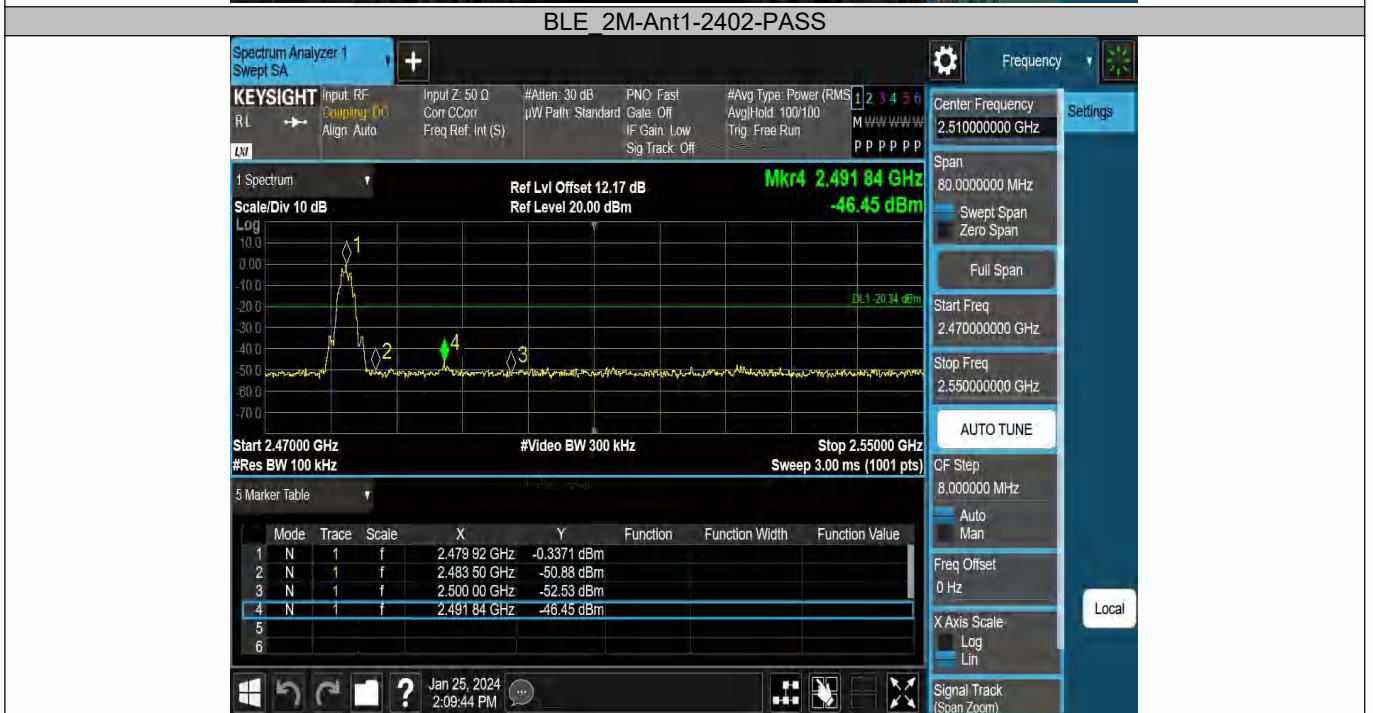 BLE_2M-Ant1-2402-PASS
Spectrum Analyzer 1
Swept SA
+
Frequency
KEYSIGHT
RL
LXI
Input: RF
Coupling: DC
Align: Auto
Input Z: 50 Ω
Corr CCorr
Freq Ref: Int (S)
#Atten: 30 dB
µW Path: Standard
PNO: Fast
Gate: Off
IF Gain: Low
Sig Track: Off
#Avg Type: Power (RMS
Avg|Hold: 100/100
Trig: Free Run
1 2 3 4 5 6
M W W W W W
P P P P P P
1 Spectrum
Scale/Div 10 dB
Ref Lvl Offset 12.17 dB
Ref Level 20.00 dBm
Mkr4 2.491 84 GHz
-46.45 dBm
Log
10.0
0.00
-10.0
-20.0
-30.0
-40.0
-50.0
-60.0
-70.0
1
2
4
3
DL1 -20.34 dBm
Start 2.47000 GHz
#Video BW 300 kHz
Stop 2.55000 GHz
#Res BW 100 kHz
Sweep 3.00 ms (1001 pts)
5 Marker Table
Mode Trace Scale X Y Function Function Width Function Value
1 N 1 f 2.479 92 GHz -0.3371 dBm
2 N 1 f 2.483 50 GHz -50.88 dBm
3 N 1 f 2.500 00 GHz -52.53 dBm
4 N 1 f 2.491 84 GHz -46.45 dBm
5
6
?
Jan 25, 2024
2:09:44 PM
Center Frequency
2.510000000 GHz
Settings
Span
80.0000000 MHz
Swept Span
Zero Span
Full Span
Start Freq
2.470000000 GHz
Stop Freq
2.550000000 GHz
AUTO TUNE
CF Step
8.000000 MHz
Auto
Man
Freq Offset
0 Hz
Local
X Axis Scale
Log
Lin
Signal Track
(Span Zoom)